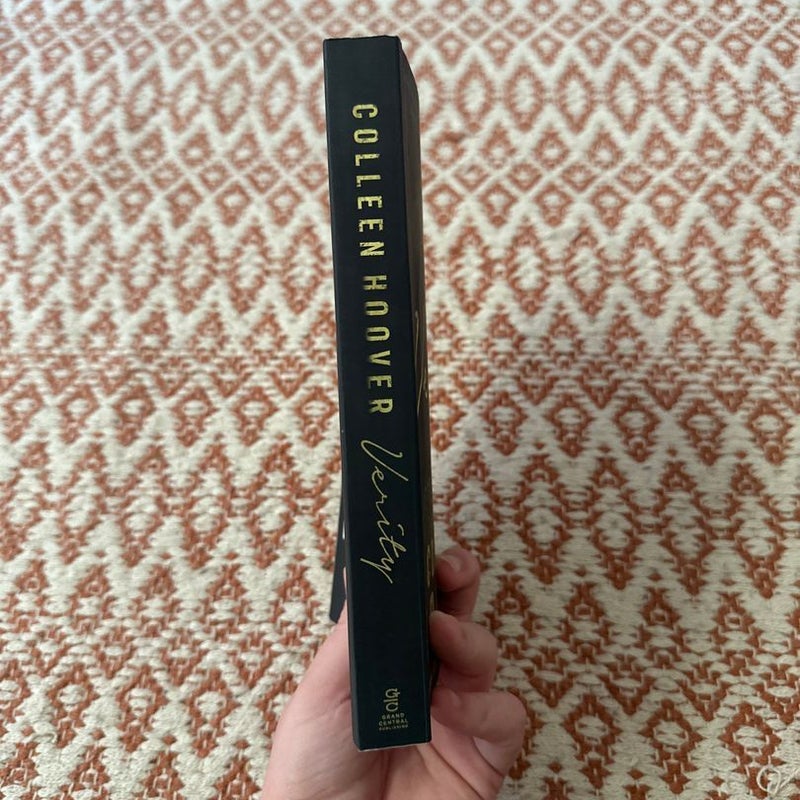 COLLEEN HOOVER
Verity
GRAND
CENTRAL
PUBLISHING